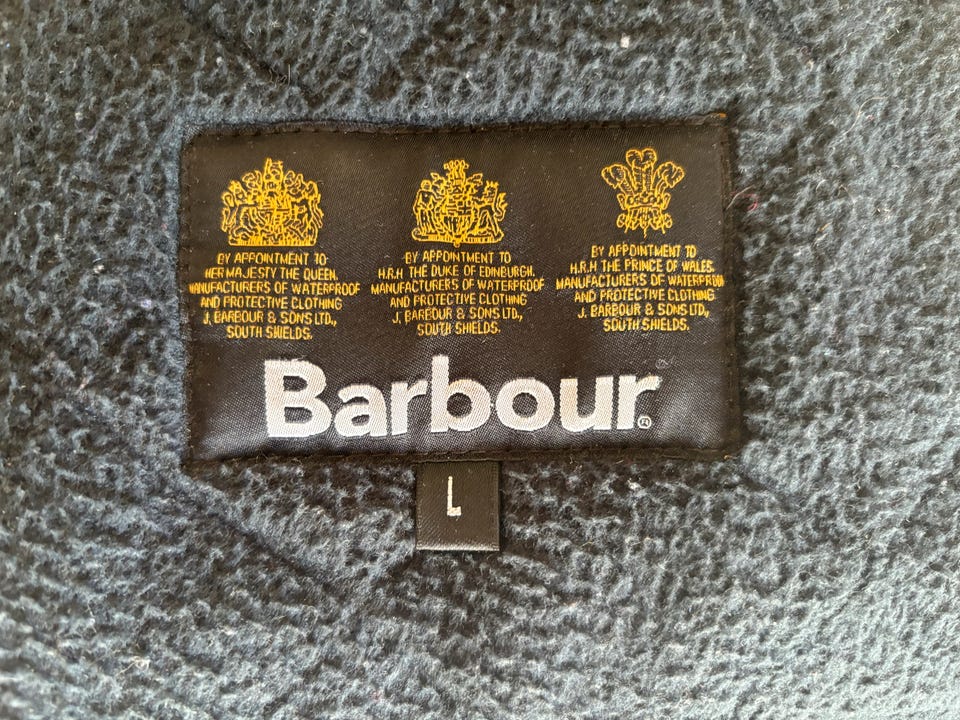 BY APPOINTMENT TO
HER MAJESTY THE QUEEN.
MANUFACTURERS OF WATERPROOF
AND PROTECTIVE CLOTHING
J. BARBOUR & SONS LTD.,
SOUTH SHIELDS.
BY APPOINTMENT TO
H.R.H THE DUKE OF EDINBURGH.
MANUFACTURERS OF WATERPROOF
AND PROTECTIVE CLOTHING
J. BARBOUR & SONS LTD.,
SOUTH SHIELDS.
BY APPOINTMENT TO
H.R.H THE PRINCE OF WALES.
MANUFACTURERS OF WATERPROOF
AND PROTECTIVE CLOTHING
J. BARBOUR & SONS LTD.,
SOUTH SHIELDS.
Barbour®
L